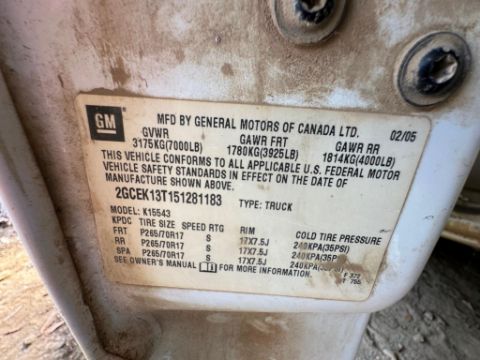 GM
MFD BY GENERAL MOTORS OF CANADA LTD. 02/05
GVWR GAWR FRT GAWR RR
3175KG(7000LB) 1780KG(3925LB) 1814KG(4000LB)
THIS VEHICLE CONFORMS TO ALL APPLICABLE U.S. FEDERAL MOTOR
VEHICLE SAFETY STANDARDS IN EFFECT ON THE DATE OF
MANUFACTURE SHOWN ABOVE.
2GCEK13T151281183 TYPE: TRUCK
MODEL: K15543
KPDC TIRE SIZE SPEED RTG RIM COLD TIRE PRESSURE
FRT P265/70R17 S 17X7.5J 240KPA(35PSI)
RR P265/70R17 S 17X7.5J 240KPA(35PSI)
SPA P265/70R17 S 17X7.5J 240KPA(35PSI)
SEE OWNER'S MANUAL FOR MORE INFORMATION